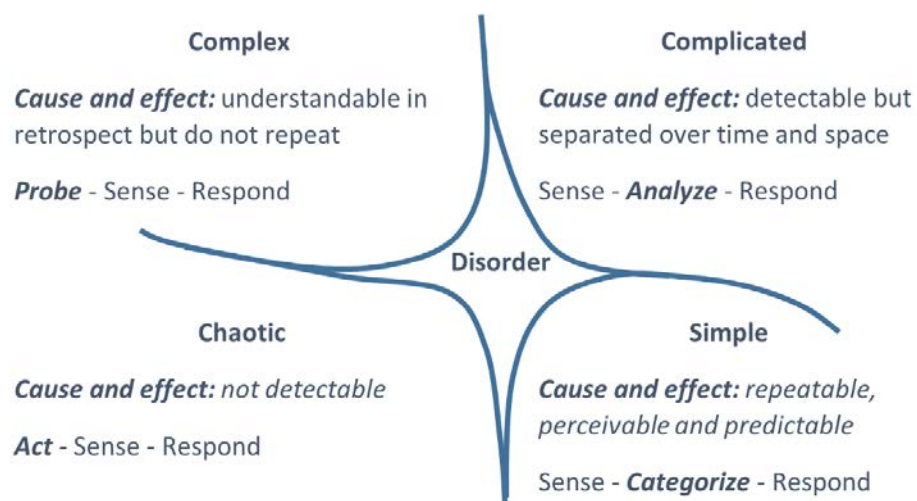 Complex
Cause and effect: understandable in
retrospect but do not repeat
Probe - Sense - Respond
Complicated
Cause and effect: detectable but
separated over time and space
Sense - Analyze - Respond
Disorder
Chaotic
Cause and effect: not detectable
Act - Sense - Respond
Simple
Cause and effect: repeatable,
perceivable and predictable
Sense - Categorize - Respond